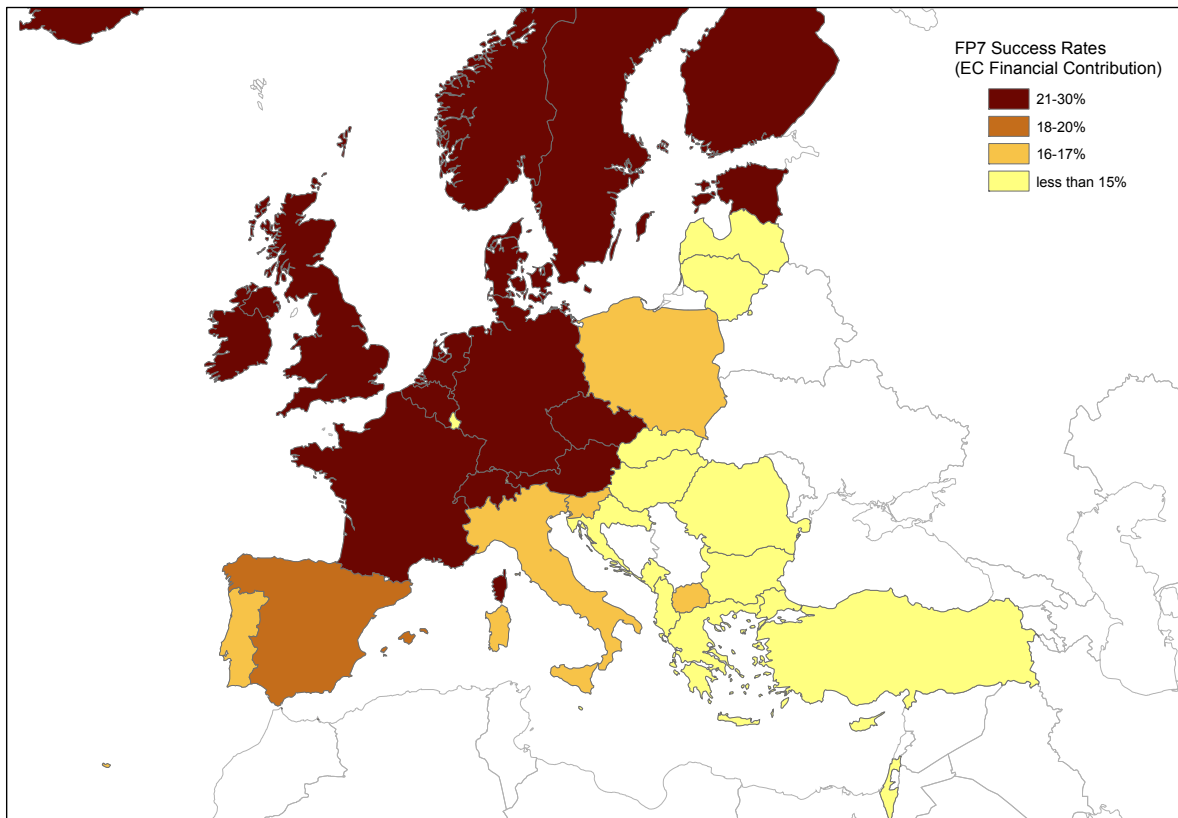 FP7 Success Rates
(EC Financial Contribution)
21-30%
18-20%
16-17%
less than 15%